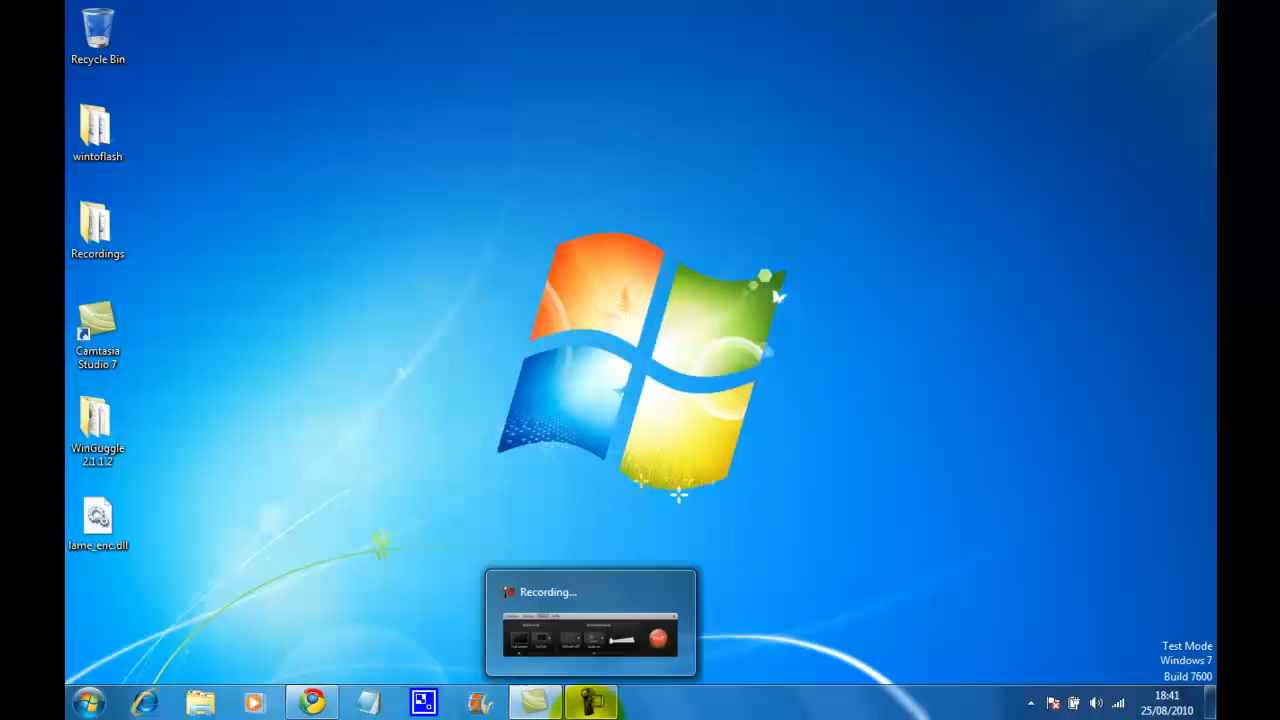 Recycle Bin
wintoflash
Recordings
Camtasia
Studio 7
WinGuggle
2.1.1.2
lame_enc.dll
Recording...
Test Mode
Windows 7
Build 7600
18:41
25/08/2010